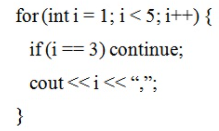 for (int i = 1; i < 5; i++) {
if (i == 3) continue;
cout << i << “,”;
}